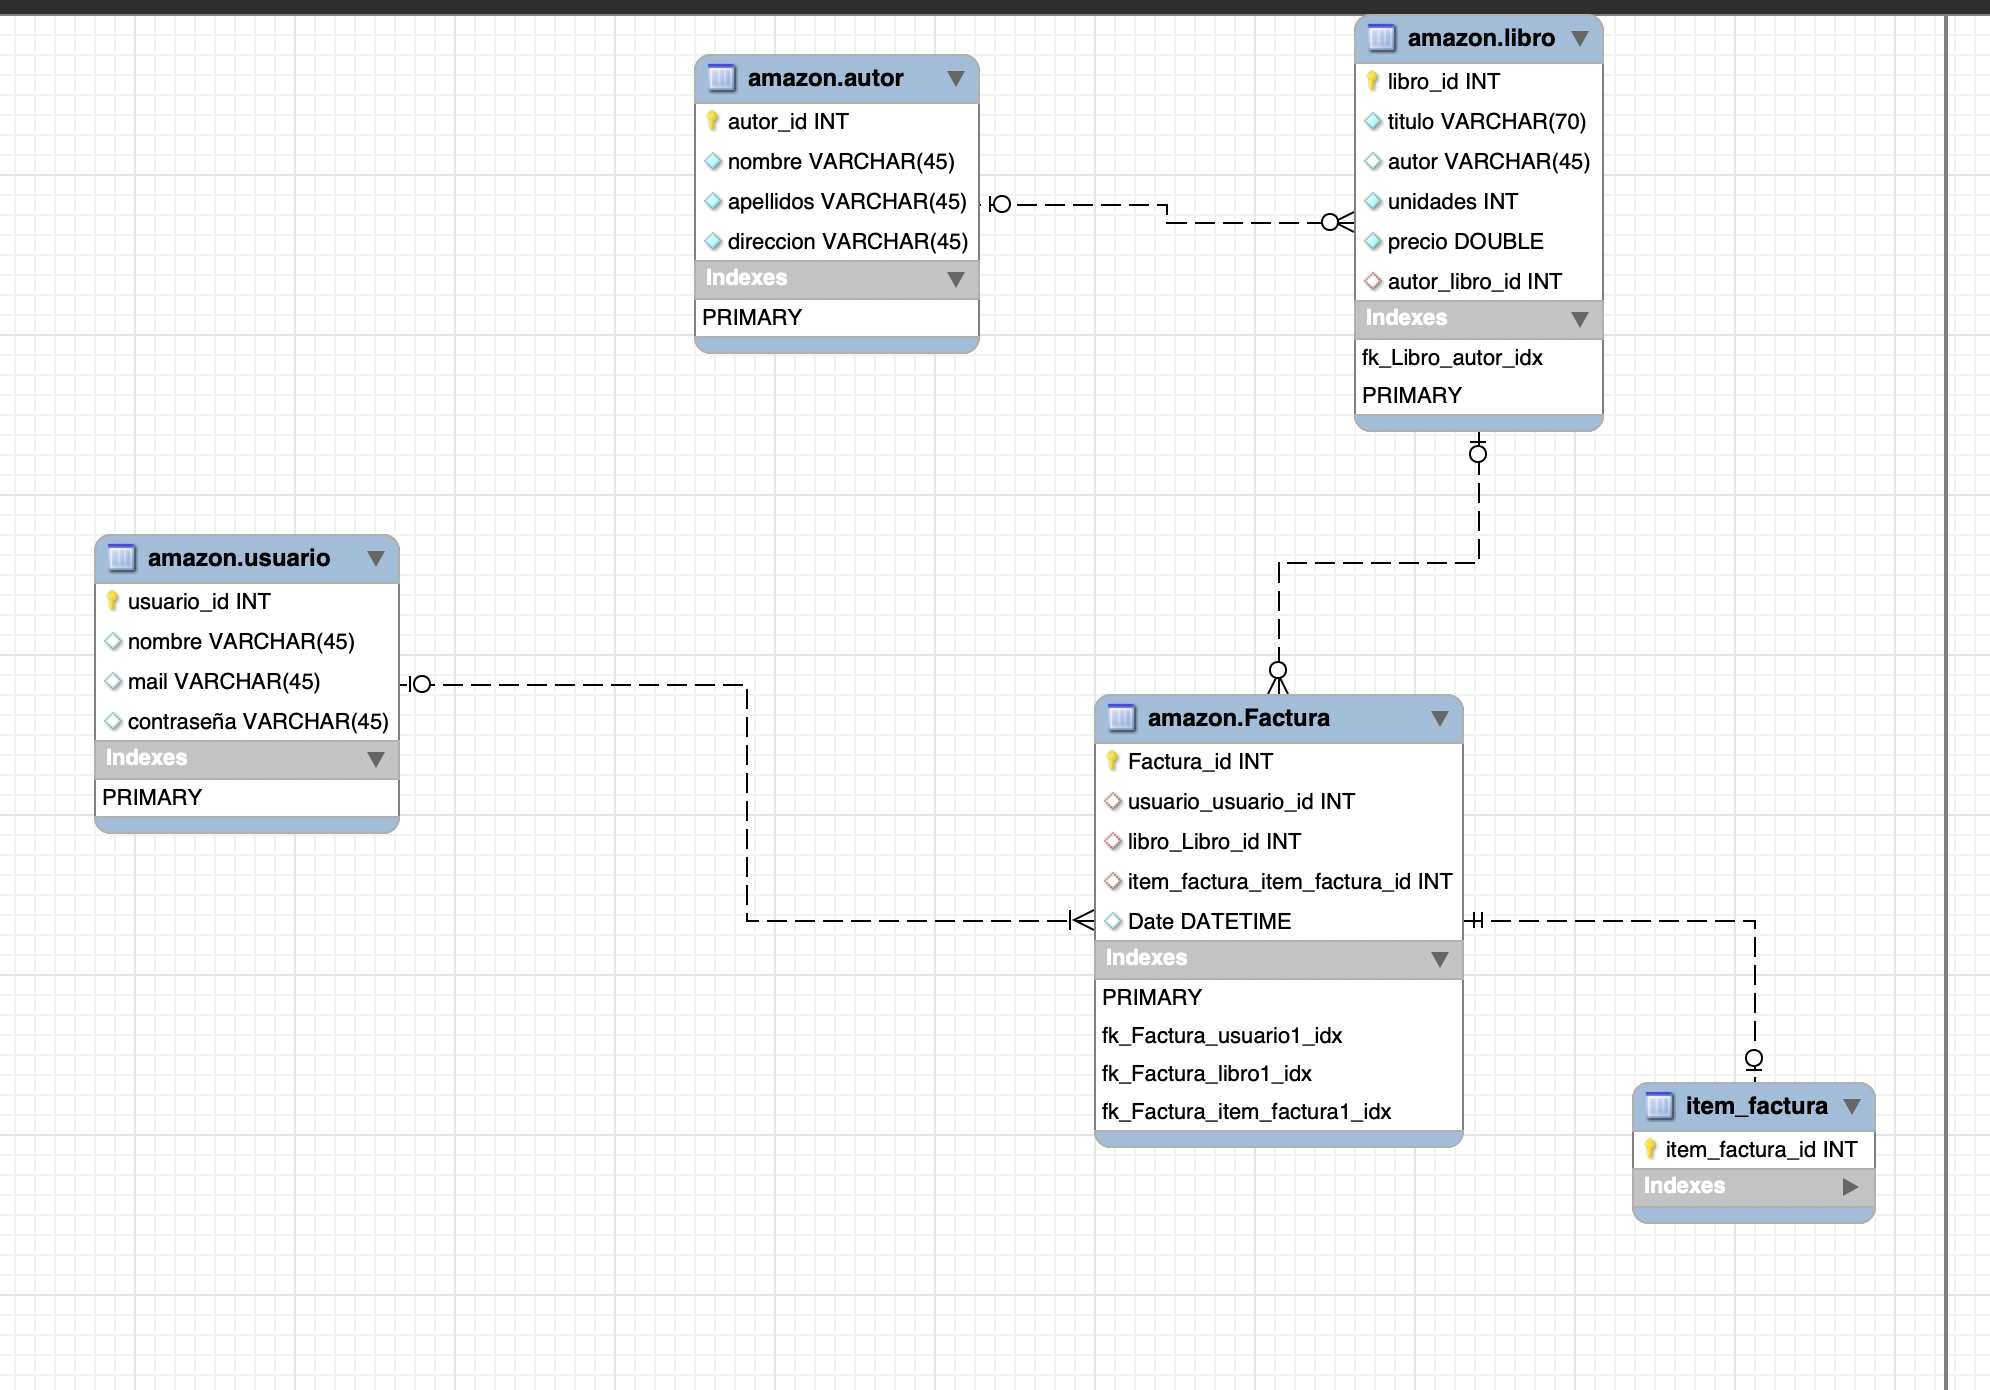 amazon.autor
autor_id INT
nombre VARCHAR(45)
apellidos VARCHAR(45)
direccion VARCHAR(45)
Indexes
PRIMARY
amazon.libro
libro_id INT
titulo VARCHAR(70)
autor VARCHAR(45)
unidades INT
precio DOUBLE
autor_libro_id INT
Indexes
fk_Libro_autor_idx
PRIMARY
amazon.usuario
usuario_id INT
nombre VARCHAR(45)
mail VARCHAR(45)
contraseña VARCHAR(45)
Indexes
PRIMARY
amazon.Factura
Factura_id INT
usuario_usuario_id INT
libro_Libro_id INT
item_factura_item_factura_id INT
Date DATETIME
Indexes
PRIMARY
fk_Factura_usuario1_idx
fk_Factura_libro1_idx
fk_Factura_item_factura1_idx
item_factura
item_factura_id INT
Indexes